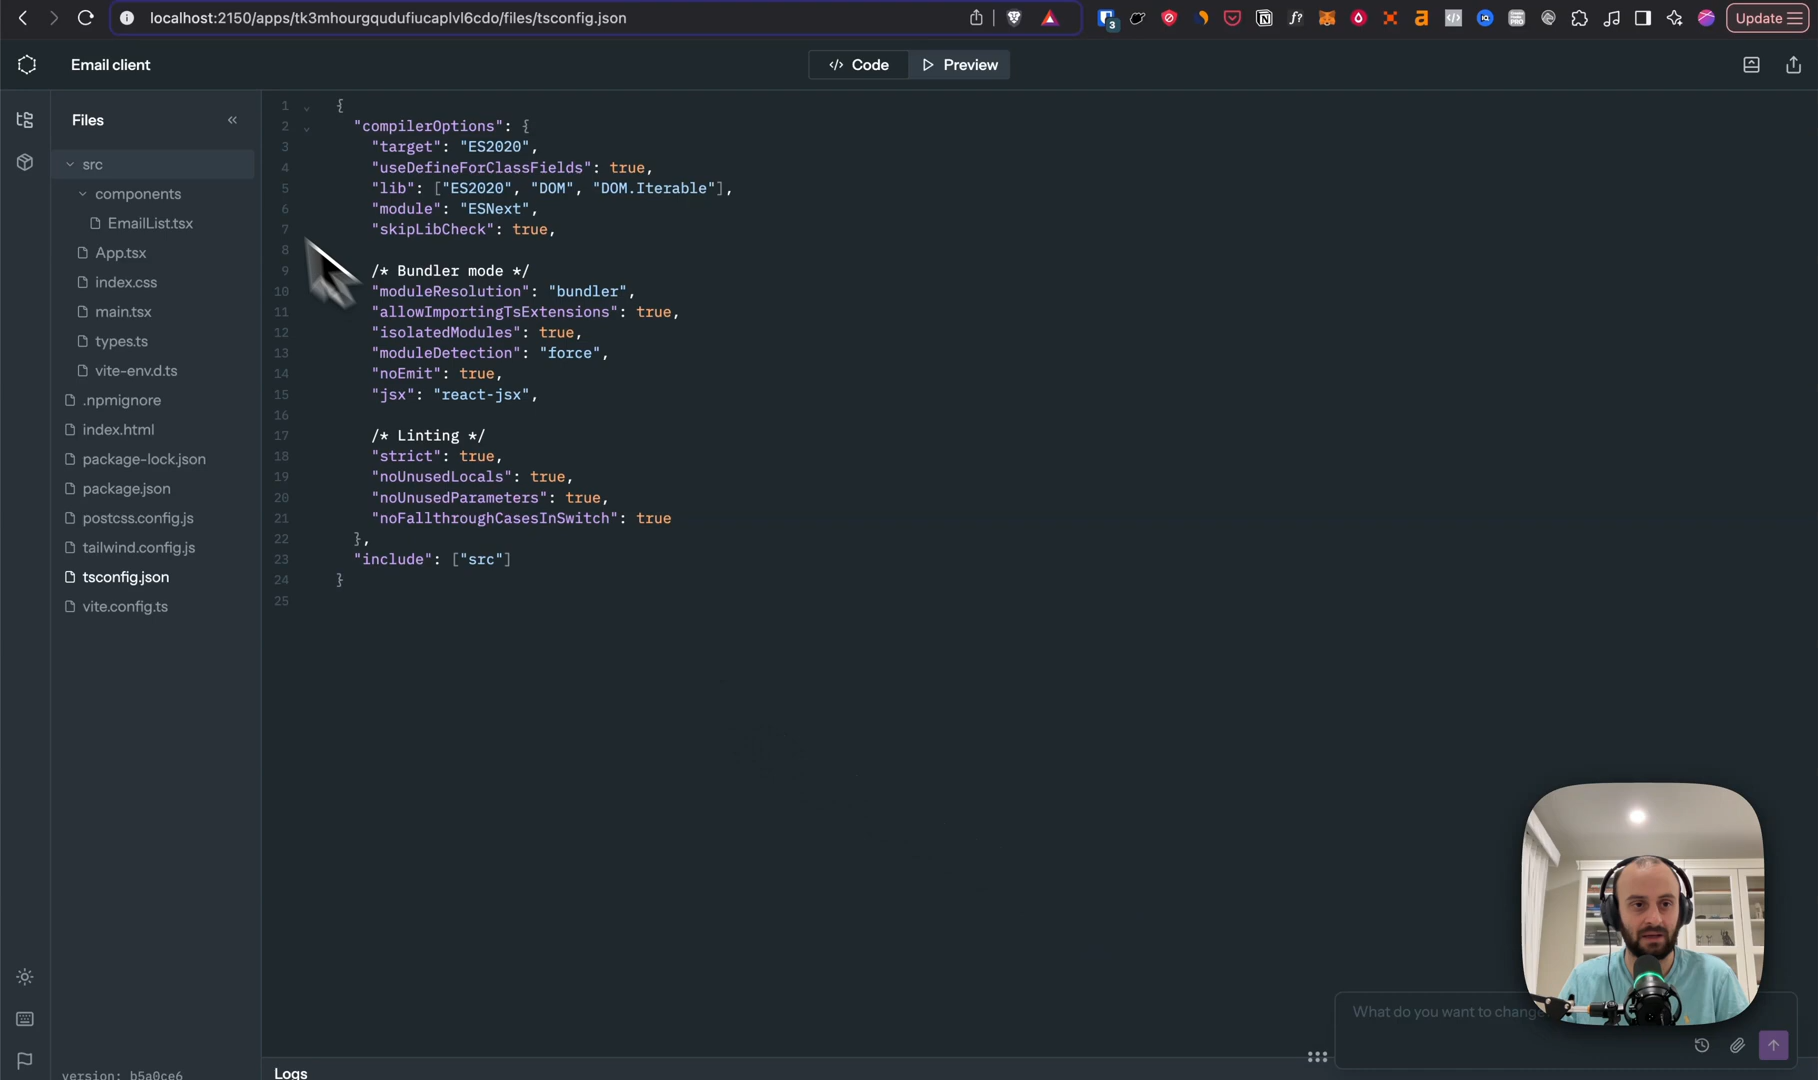 localhost:2150/apps/tk3mhourgqudufiucaplvl6cdo/files/tsconfig.json
Update
Email client
</> Code
Preview
Files
src
components
EmailList.tsx
App.tsx
index.css
main.tsx
types.ts
vite-env.d.ts
.npmignore
index.html
package-lock.json
package.json
postcss.config.js
tailwind.config.js
tsconfig.json
vite.config.ts
version: b5a0ce6
1 {
2 "compilerOptions": {
3 "target": "ES2020",
4 "useDefineForClassFields": true,
5 "lib": ["ES2020", "DOM", "DOM.Iterable"],
6 "module": "ESNext",
7 "skipLibCheck": true,
8
9 /* Bundler mode */
10 "moduleResolution": "bundler",
11 "allowImportingTsExtensions": true,
12 "isolatedModules": true,
13 "moduleDetection": "force",
14 "noEmit": true,
15 "jsx": "react-jsx",
16
17 /* Linting */
18 "strict": true,
19 "noUnusedLocals": true,
20 "noUnusedParameters": true,
21 "noFallthroughCasesInSwitch": true
22 },
23 "include": ["src"]
24 }
25
What do you want to change
Logs